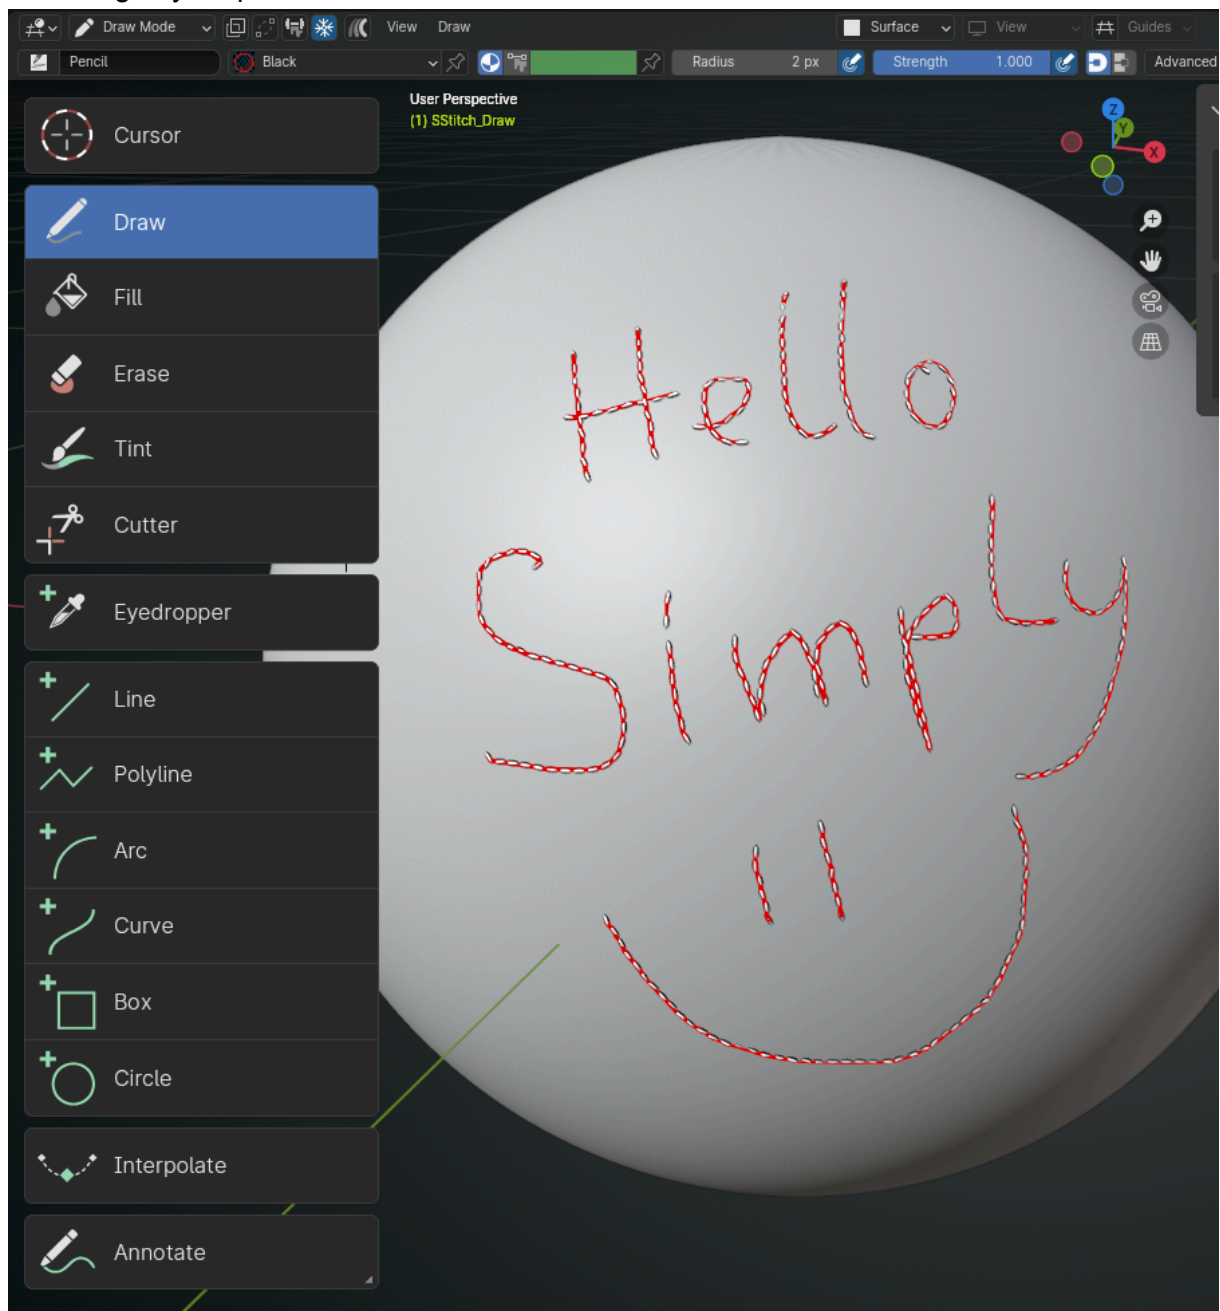 Draw Mode View Draw Surface View Guides
Pencil Black Radius 2 px Strength 1.000 Advanced
User Perspective
(1) SStitch_Draw
Z
Y
X
Cursor
Draw
Fill
Erase
Tint
Cutter
Eyedropper
Line
Polyline
Arc
Curve
Box
Circle
Interpolate
Annotate
Hello
Simply